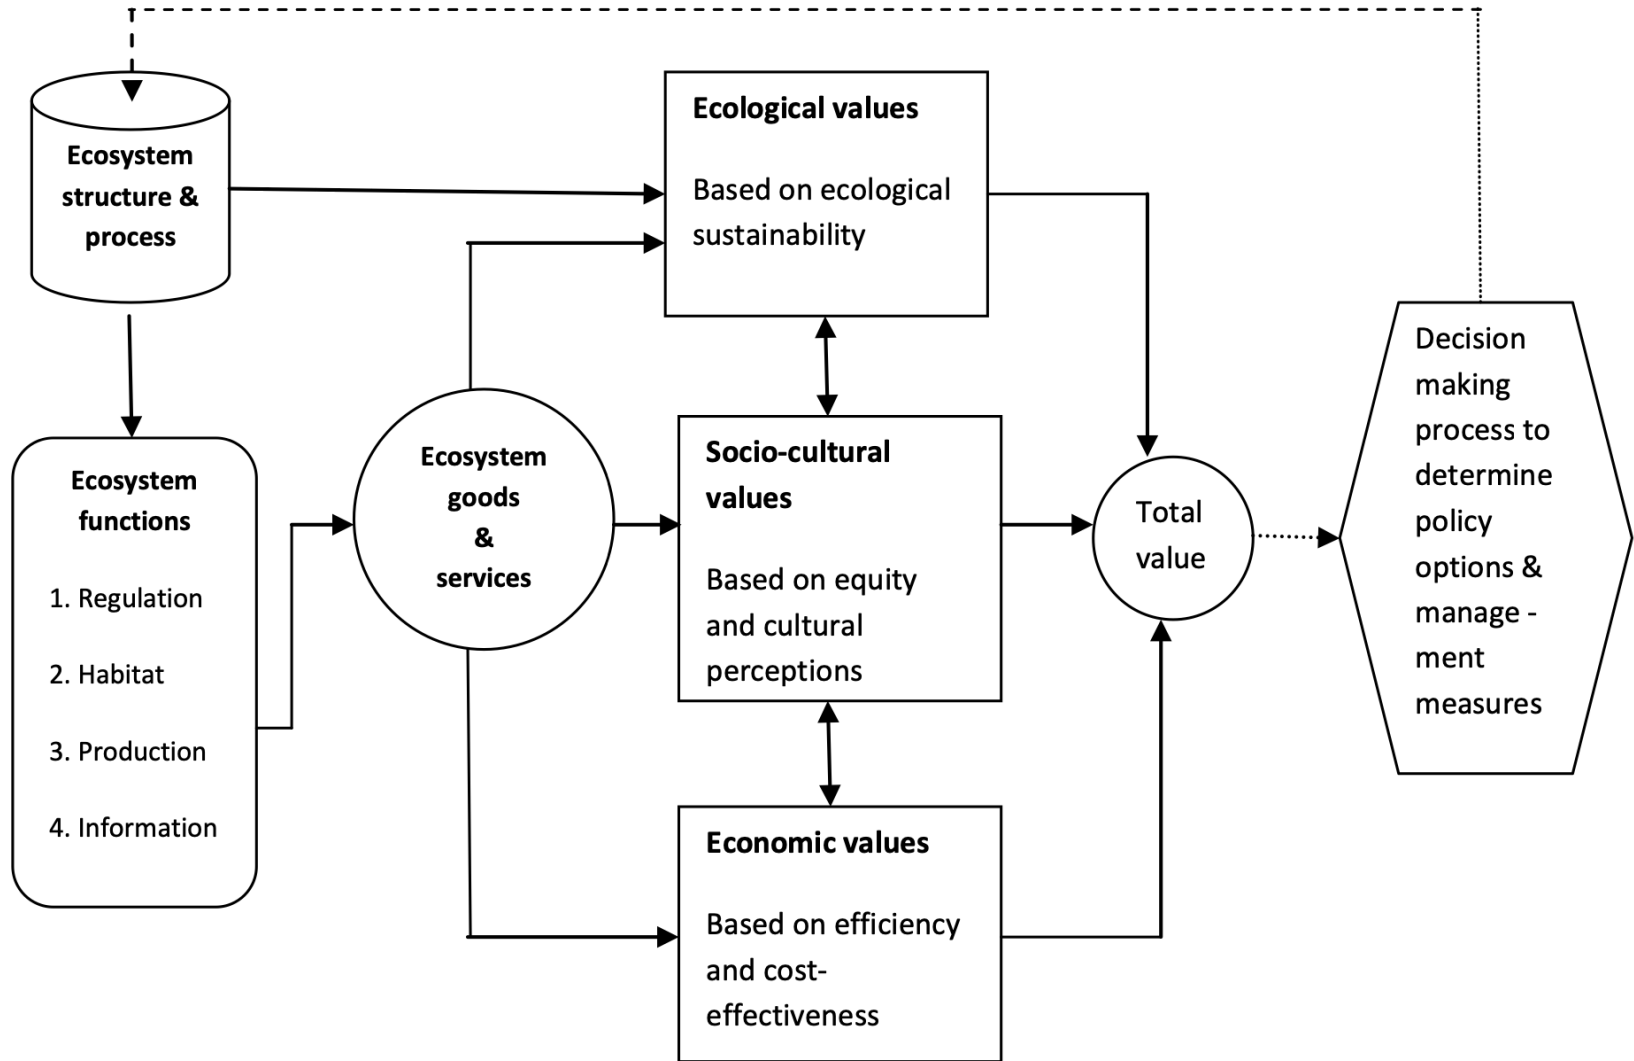 Ecosystem
structure &
process
Ecosystem
functions
1. Regulation
2. Habitat
3. Production
4. Information
Ecosystem
goods
&
services
Ecological values
Based on ecological
sustainability
Socio-cultural
values
Based on equity
and cultural
perceptions
Economic values
Based on efficiency
and cost-
effectiveness
Total
value
Decision
making
process to
determine
policy
options &
manage -
ment
measures